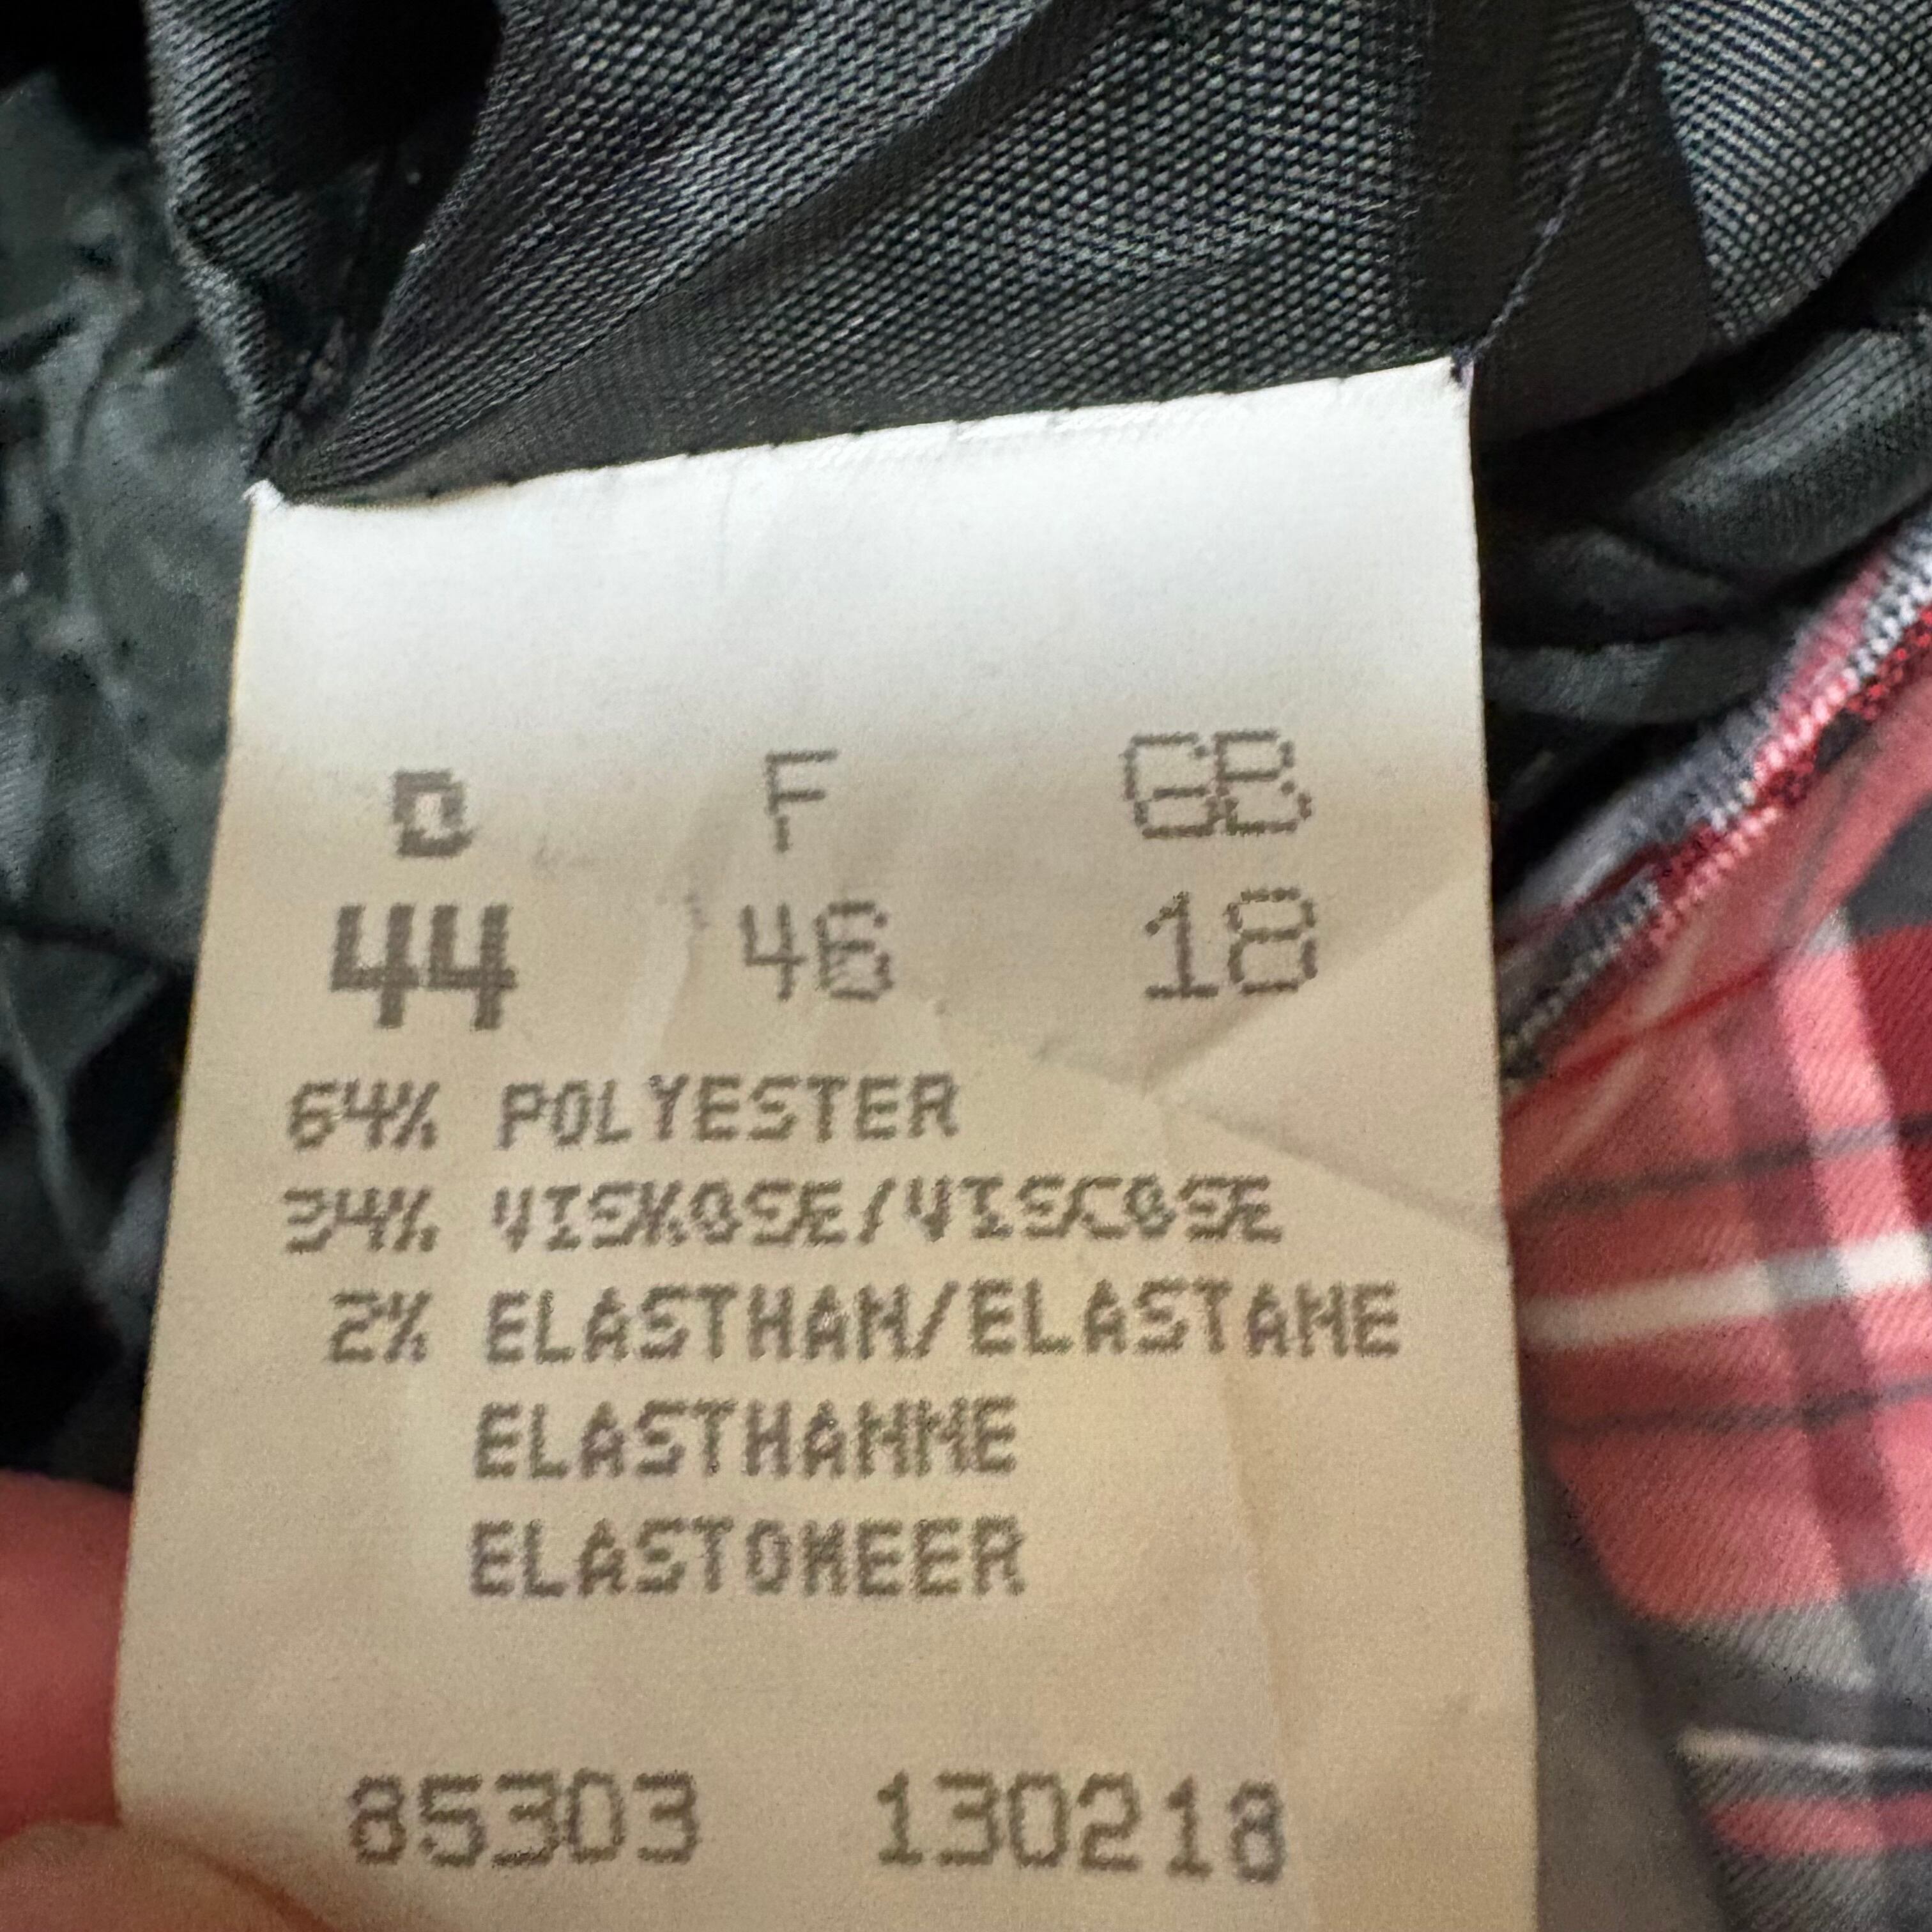 D F GB
44 46 18
64% POLYESTER
34% VISKOSE/VISCOSE
2% ELASTHAN/ELASTANE
ELASTHANNE
ELASTOMEER
85303 130218